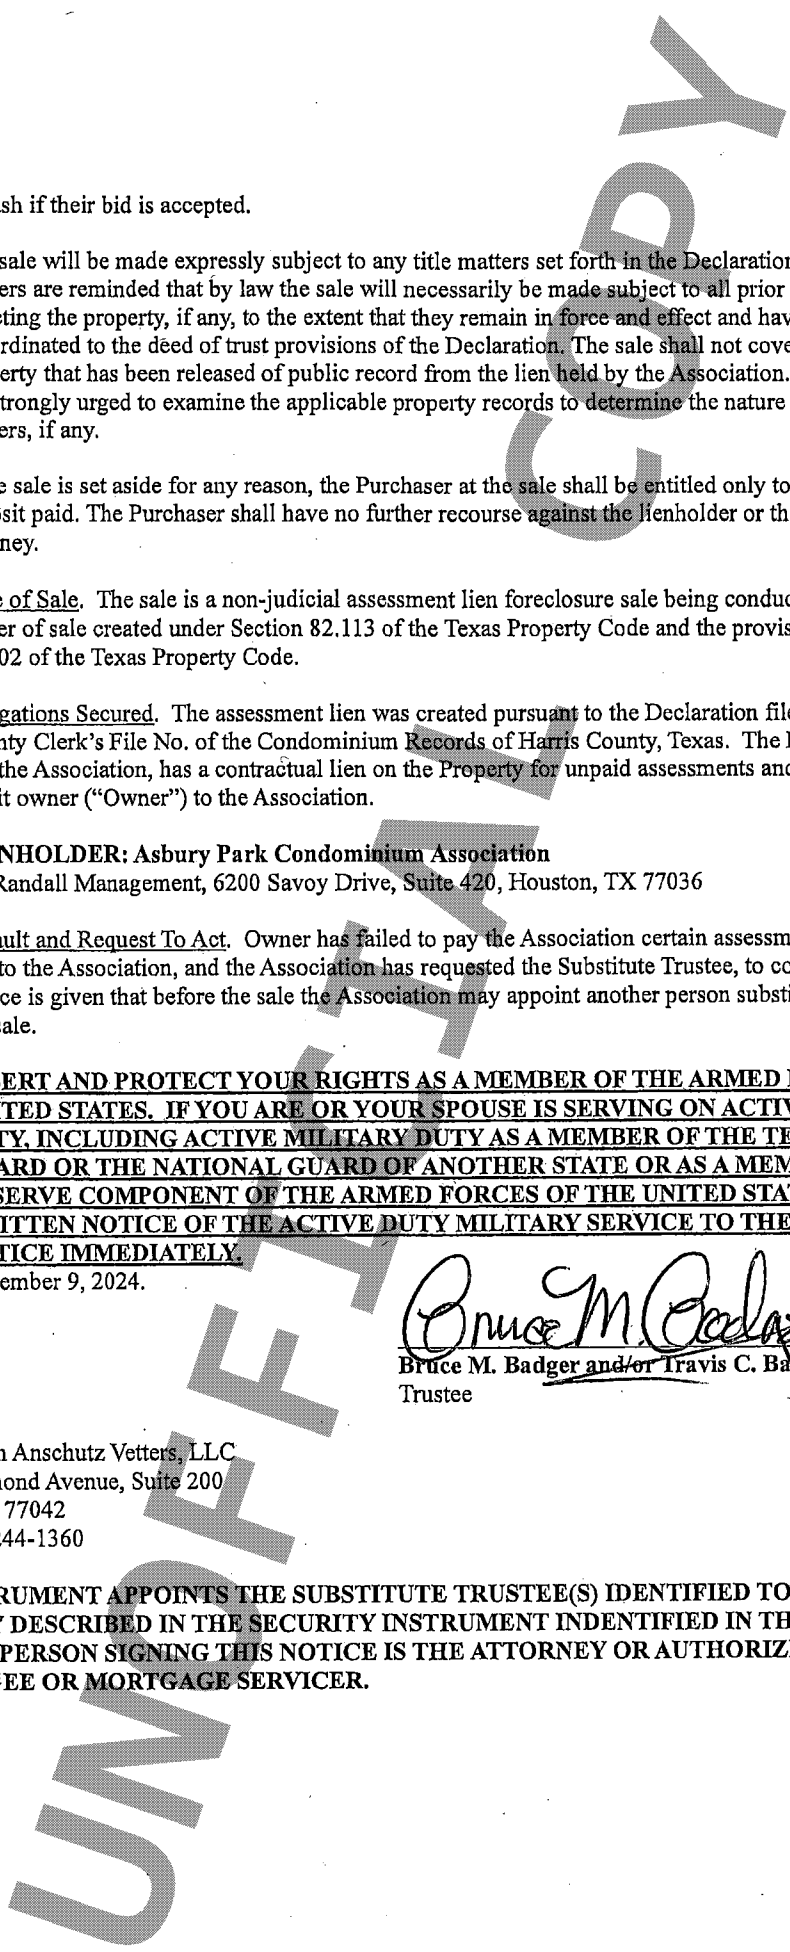 sh if their bid is accepted.
sale will be made expressly subject to any title matters set forth in the Declaration
ers are reminded that by law the sale will necessarily be made subject to all prior
ting the property, if any, to the extent that they remain in force and effect and hav
rdinated to the deed of trust provisions of the Declaration. The sale shall not cove
erty that has been released of public record from the lien held by the Association.
trongly urged to examine the applicable property records to determine the nature
ers, if any.
e sale is set aside for any reason, the Purchaser at the sale shall be entitled only to
sit paid. The Purchaser shall have no further recourse against the lienholder or th
ney.
e of Sale. The sale is a non-judicial assessment lien foreclosure sale being conduc
er of sale created under Section 82.113 of the Texas Property Code and the provis
02 of the Texas Property Code.
gations Secured. The assessment lien was created pursuant to the Declaration file
nty Clerk's File No. of the Condominium Records of Harris County, Texas. The
the Association, has a contractual lien on the Property for unpaid assessments and
it owner ("Owner") to the Association.
NHOLDER: Asbury Park Condominium Association
Randall Management, 6200 Savoy Drive, Suite 420, Houston, TX 77036
ult and Request To Act. Owner has failed to pay the Association certain assessm
to the Association, and the Association has requested the Substitute Trustee, to co
ce is given that before the sale the Association may appoint another person substi
sale.
ERT AND PROTECT YOUR RIGHTS AS A MEMBER OF THE ARMED
TED STATES. IF YOU ARE OR YOUR SPOUSE IS SERVING ON ACTIV
TY, INCLUDING ACTIVE MILITARY DUTY AS A MEMBER OF THE TE
ARD OR THE NATIONAL GUARD OF ANOTHER STATE OR AS A MEM
SERVE COMPONENT OF THE ARMED FORCES OF THE UNITED STA
ITTEN NOTICE OF THE ACTIVE DUTY MILITARY SERVICE TO THE
TICE IMMEDIATELY.
ember 9, 2024.
Bruce M. Badg
Bruce M. Badger and/or Travis C. Ba
Trustee
n Anschutz Vetters, LLC
ond Avenue, Suite 200
77042
44-1360
RUMENT APPOINTS THE SUBSTITUTE TRUSTEE(S) IDENTIFIED TO
Y DESCRIBED IN THE SECURITY INSTRUMENT INDENTIFIED IN TH
PERSON SIGNING THIS NOTICE IS THE ATTORNEY OR AUTHORIZ
GEE OR MORTGAGE SERVICER.
UNOFFICIAL COPY